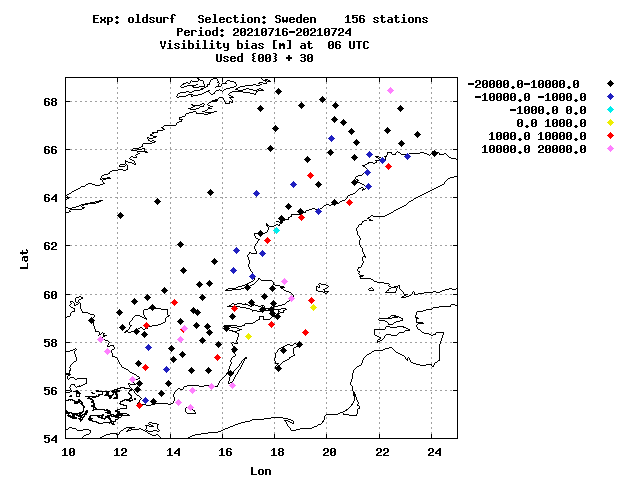 Exp: oldsurf   Selection: Sweden    156 stations
Period: 20210716-20210724
Visibility bias [m] at  06 UTC
Used {00} + 30
-20000.0-10000.0
-10000.0 -1000.0
-1000.0 0.0
0.0 1000.0
1000.0 10000.0
10000.0 20000.0
68
66
64
62
60
58
56
54
Lat
10 12 14 16 18 20 22 24
Lon